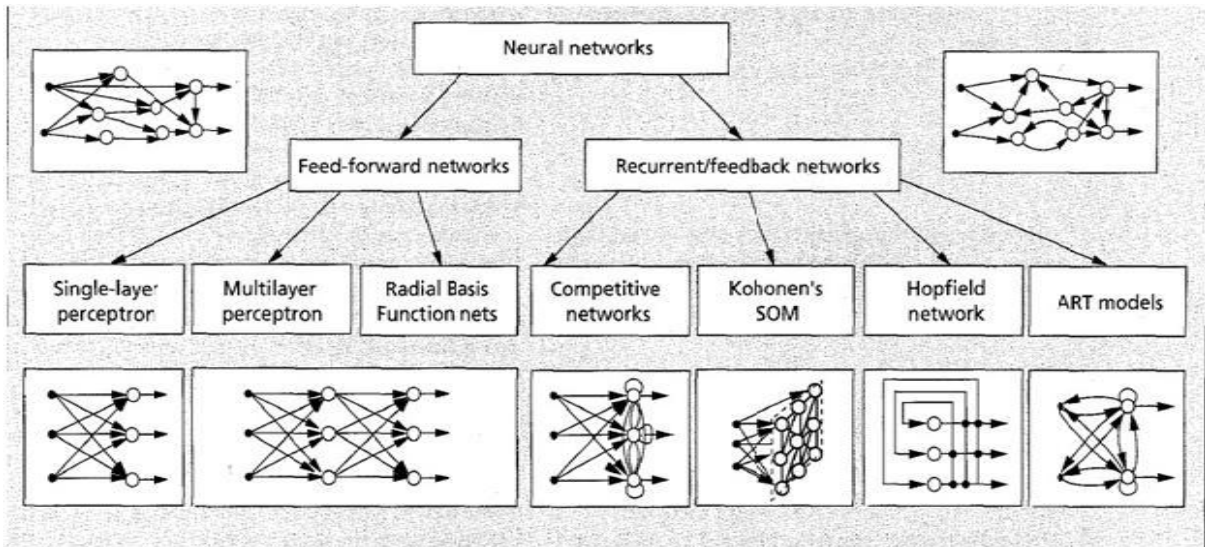 Neural networks
Feed-forward networks
Recurrent/feedback networks
Single-layer
perceptron
Multilayer
perceptron
Radial Basis
Function nets
Competitive
networks
Kohonen's
SOM
Hopfield
network
ART models